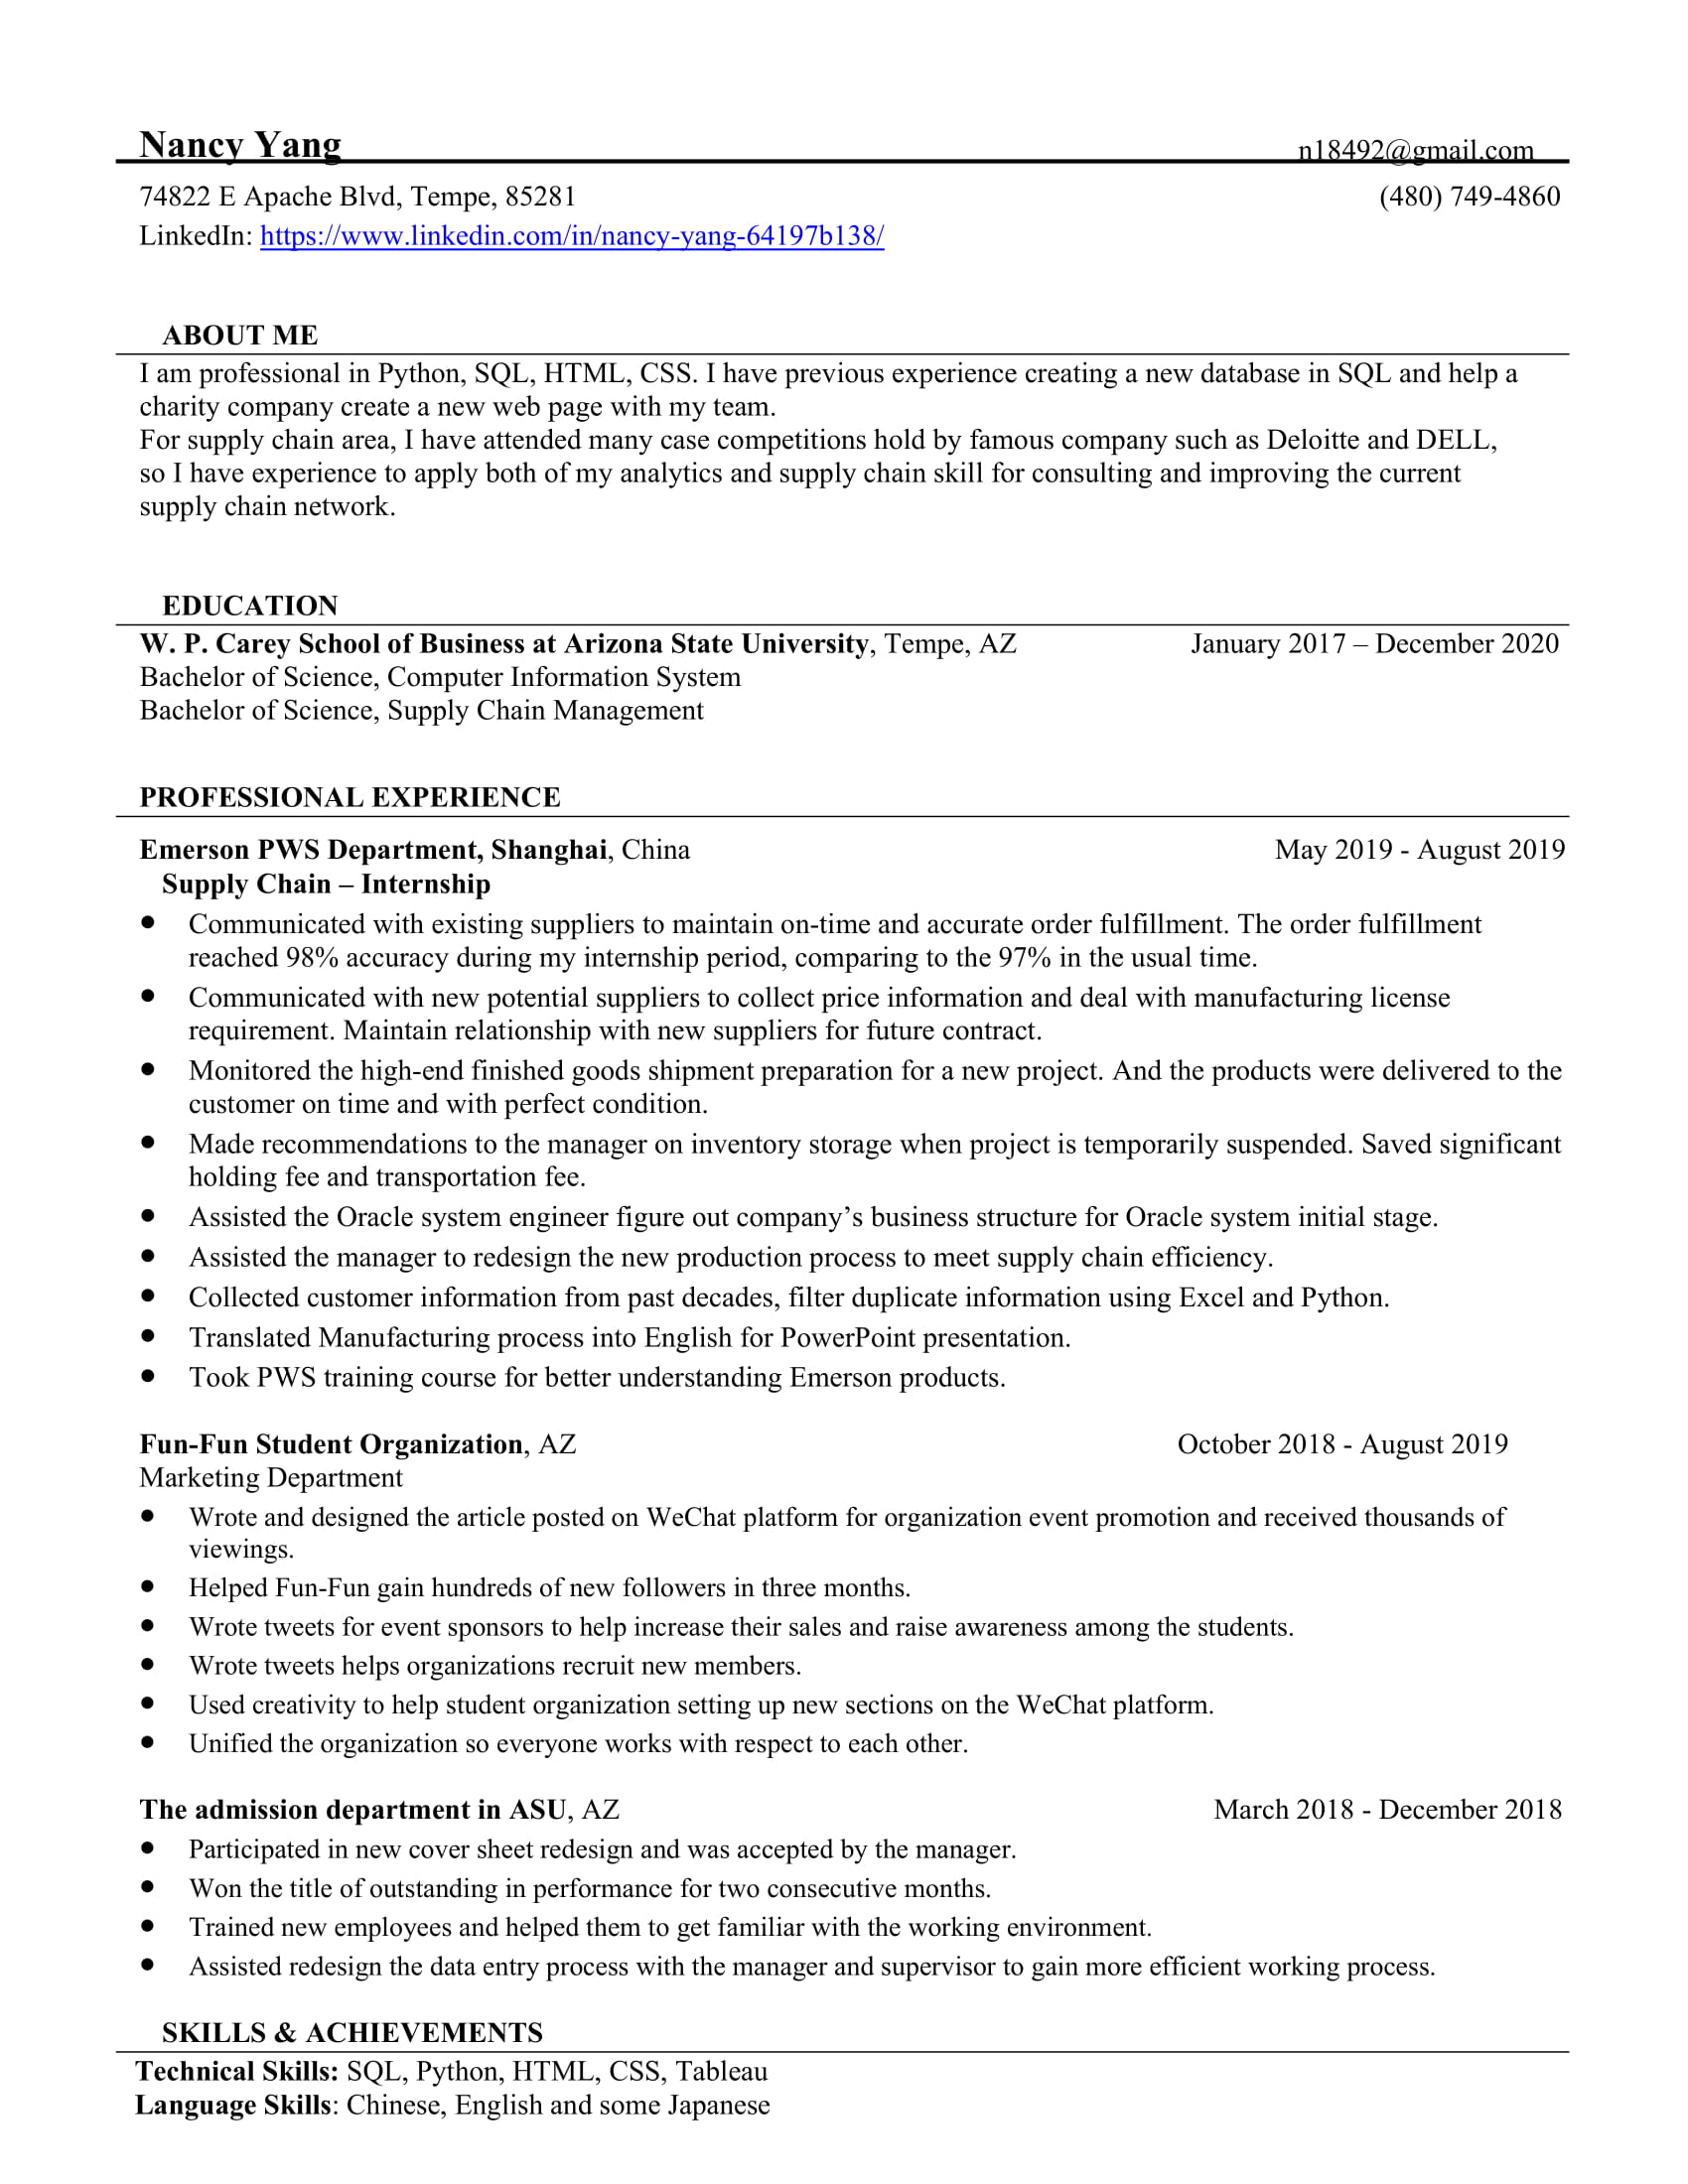 Nancy Yang n18492@gmail.com
74822 E Apache Blvd, Tempe, 85281 (480) 749-4860
LinkedIn: https://www.linkedin.com/in/nancy-yang-64197b138/
ABOUT ME
I am professional in Python, SQL, HTML, CSS. I have previous experience creating a new database in SQL and help a
charity company create a new web page with my team.
For supply chain area, I have attended many case competitions hold by famous company such as Deloitte and DELL,
so I have experience to apply both of my analytics and supply chain skill for consulting and improving the current
supply chain network.
EDUCATION
W. P. Carey School of Business at Arizona State University, Tempe, AZ January 2017 – December 2020
Bachelor of Science, Computer Information System
Bachelor of Science, Supply Chain Management
PROFESSIONAL EXPERIENCE
Emerson PWS Department, Shanghai, China May 2019 - August 2019
Supply Chain – Internship
● Communicated with existing suppliers to maintain on-time and accurate order fulfillment. The order fulfillment
reached 98% accuracy during my internship period, comparing to the 97% in the usual time.
● Communicated with new potential suppliers to collect price information and deal with manufacturing license
requirement. Maintain relationship with new suppliers for future contract.
● Monitored the high-end finished goods shipment preparation for a new project. And the products were delivered to the
customer on time and with perfect condition.
● Made recommendations to the manager on inventory storage when project is temporarily suspended. Saved significant
holding fee and transportation fee.
● Assisted the Oracle system engineer figure out company’s business structure for Oracle system initial stage.
● Assisted the manager to redesign the new production process to meet supply chain efficiency.
● Collected customer information from past decades, filter duplicate information using Excel and Python.
● Translated Manufacturing process into English for PowerPoint presentation.
● Took PWS training course for better understanding Emerson products.
Fun-Fun Student Organization, AZ October 2018 - August 2019
Marketing Department
● Wrote and designed the article posted on WeChat platform for organization event promotion and received thousands of
viewings.
● Helped Fun-Fun gain hundreds of new followers in three months.
● Wrote tweets for event sponsors to help increase their sales and raise awareness among the students.
● Wrote tweets helps organizations recruit new members.
● Used creativity to help student organization setting up new sections on the WeChat platform.
● Unified the organization so everyone works with respect to each other.
The admission department in ASU, AZ March 2018 - December 2018
● Participated in new cover sheet redesign and was accepted by the manager.
● Won the title of outstanding in performance for two consecutive months.
● Trained new employees and helped them to get familiar with the working environment.
● Assisted redesign the data entry process with the manager and supervisor to gain more efficient working process.
SKILLS & ACHIEVEMENTS
Technical Skills: SQL, Python, HTML, CSS, Tableau
Language Skills: Chinese, English and some Japanese